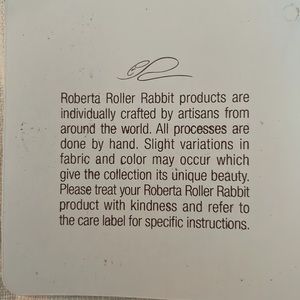 Roberta Roller Rabbit products are
individually crafted by artisans from
around the world. All processes are
done by hand. Slight variations in
fabric and color may occur which
give the collection its unique beauty.
Please treat your Roberta Roller Rabbit
product with kindness and refer to
the care label for specific instructions.